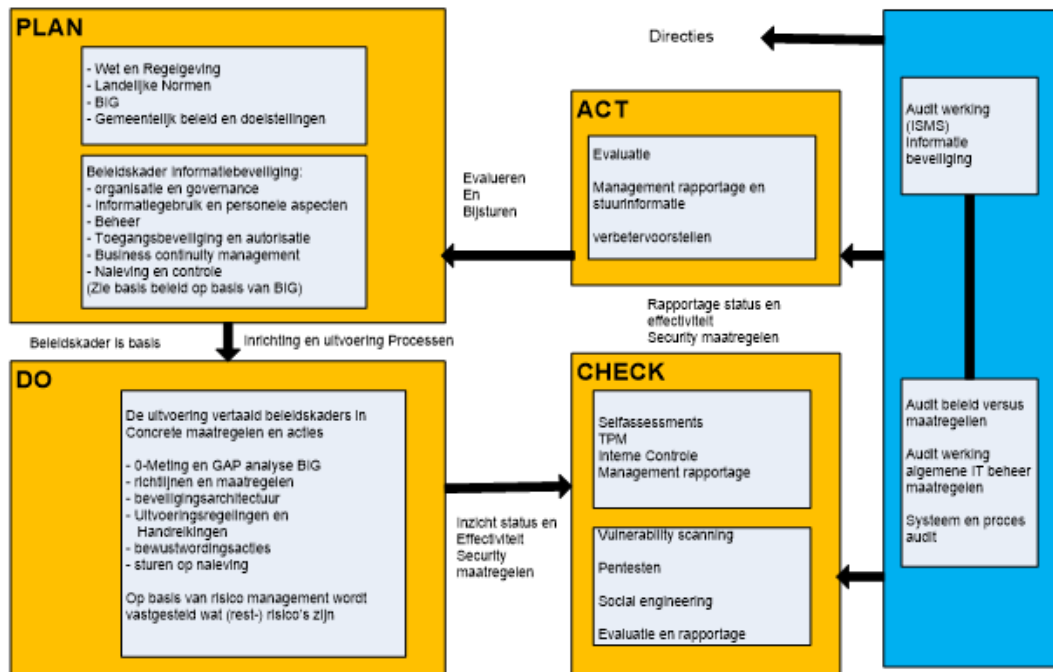 PLAN
- Wet en Regelgeving
- Landelijke Normen
- BIG
- Gemeentelijk beleid en doelstellingen
Beleidskader Informatiebeveiliging:
- organisatie en governance
- Informatiegebruik en personele aspecten
- Beheer
- Toegangsbeveiliging en autorisatie
- Business continuity management
- Naleving en controle
(Zie basis beleid op basis van BIG)
Evalueren
En
Bijsturen
Directies
ACT
Evaluatie
Management rapportage en
stuurinformatie
verbetervoorstellen
Audit werking
(ISMS)
Informatie
beveiliging
Beleidskader is basis
Inrichting en uitvoering Processen
Rapportage status en
effectiviteit
Security maatregelen
DO
De uitvoering vertaald beleidskaders in
Concrete maatregelen en acties
- 0-Meting en GAP analyse BIG
- richtlijnen en maatregelen
- beveiligingsarchitectuur
- Uitvoeringsregelingen en
Handreikingen
- bewustwordingsacties
- sturen op naleving
Op basis van risico management wordt
vastgesteld wat (rest-) risico's zijn
Inzicht status en
Effectiviteit
Security
maatregelen
CHECK
Selfassessments
TPM
Interne Controle
Management rapportage
Vulnerability scanning
Pentesten
Social engineering
Evaluatie en rapportage
Audit beleid versus
maatregelen
Audit werking
algemene IT beheer
maatregelen
Systeem en proces
audit